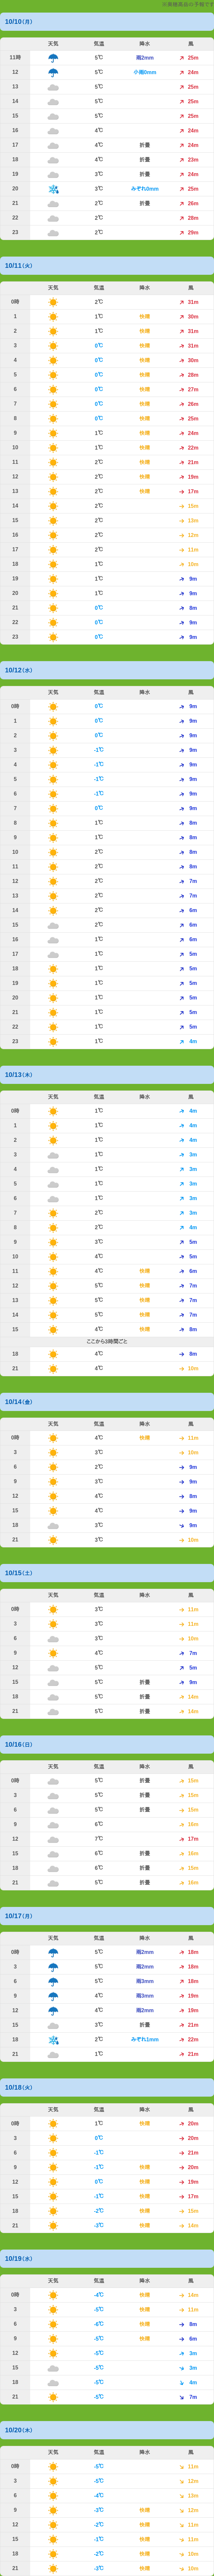 の予報です
10/10(月)
天気 気温 降水 風
11時 5℃ 雨2mm 25m
12 5℃ 小雨0mm 24m
13 5℃ 25m
14 5℃ 25m
15 5℃ 25m
16 4℃ 24m
17 4℃ 折畳 24m
18 4℃ 折畳 23m
19 3℃ 折畳 24m
20 3℃ みぞれ0mm 25m
21 2℃ 折畳 26m
22 2℃ 28m
23 2℃ 29m
10/11(火)
天気 気温 降水 風
0時 2℃ 31m
1 2℃ 快晴 30m
2 1℃ 快晴 31m
3 0℃ 快晴 31m
4 0℃ 快晴 30m
5 0℃ 快晴 28m
6 0℃ 快晴 27m
7 0℃ 快晴 26m
8 0℃ 快晴 25m
9 1℃ 快晴 24m
10 1℃ 快晴 22m
11 2℃ 快晴 21m
12 2℃ 快晴 19m
13 2℃ 快晴 17m
14 2℃ 15m
15 2℃ 13m
16 2℃ 12m
17 2℃ 11m
18 1℃ 10m
19 1℃ 9m
20 1℃ 9m
21 0℃ 8m
22 0℃ 9m
23 0℃ 9m
10/12(水)
天気 気温 降水 風
0時 0℃ 9m
1 0℃ 9m
2 0℃ 9m
3 -1℃ 9m
4 -1℃ 9m
5 -1℃ 9m
6 -1℃ 9m
7 0℃ 9m
8 1℃ 8m
9 1℃ 8m
10 2℃ 8m
11 2℃ 8m
12 2℃ 7m
13 2℃ 7m
14 2℃ 6m
15 2℃ 6m
16 1℃ 6m
17 1℃ 5m
18 1℃ 5m
19 1℃ 5m
20 1℃ 5m
21 1℃ 5m
22 1℃ 5m
23 1℃ 4m
10/13(木)
天気 気温 降水 風
0時 1℃ 4m
1 1℃ 4m
2 1℃ 4m
3 1℃ 3m
4 1℃ 3m
5 1℃ 3m
6 1℃ 3m
7 2℃ 3m
8 2℃ 4m
9 3℃ 5m
10 4℃ 5m
11 4℃ 快晴 6m
12 5℃ 快晴 7m
13 5℃ 快晴 7m
14 5℃ 快晴 7m
15 4℃ 快晴 8m
ここから3時間ごと
18 4℃ 8m
21 4℃ 10m
10/14(金)
天気 気温 降水 風
0時 4℃ 快晴 11m
3 3℃ 10m
6 2℃ 9m
9 3℃ 9m
12 4℃ 8m
15 4℃ 9m
18 3℃ 9m
21 3℃ 10m
10/15(土)
天気 気温 降水 風
0時 3℃ 11m
3 3℃ 11m
6 3℃ 10m
9 4℃ 7m
12 5℃ 5m
15 5℃ 折畳 9m
18 5℃ 折畳 14m
21 5℃ 折畳 14m
10/16(日)
天気 気温 降水 風
0時 5℃ 折畳 15m
3 5℃ 折畳 15m
6 5℃ 折畳 15m
9 6℃ 16m
12 7℃ 17m
15 6℃ 折畳 16m
18 6℃ 折畳 15m
21 5℃ 折畳 16m
10/17(月)
天気 気温 降水 風
0時 5℃ 雨2mm 18m
3 5℃ 雨2mm 18m
6 5℃ 雨3mm 18m
9 4℃ 雨3mm 19m
12 4℃ 雨2mm 19m
15 3℃ 折畳 21m
18 2℃ みぞれ1mm 22m
21 1℃ 21m
10/18(火)
天気 気温 降水 風
0時 1℃ 快晴 20m
3 0℃ 20m
6 -1℃ 21m
9 -1℃ 快晴 20m
12 0℃ 快晴 19m
15 -1℃ 快晴 17m
18 -2℃ 快晴 15m
21 -3℃ 快晴 14m
10/19(水)
天気 気温 降水 風
0時 -4℃ 快晴 14m
3 -5℃ 快晴 11m
6 -6℃ 快晴 8m
9 -5℃ 快晴 6m
12 -5℃ 3m
15 -5℃ 3m
18 -5℃ 4m
21 -5℃ 7m
10/20(木)
天気 気温 降水 風
0時 -5℃ 11m
3 -5℃ 12m
6 -4℃ 13m
9 -3℃ 快晴 12m
12 -2℃ 快晴 11m
15 -1℃ 快晴 11m
18 -2℃ 快晴 10m
21 -3℃ 快晴 10m